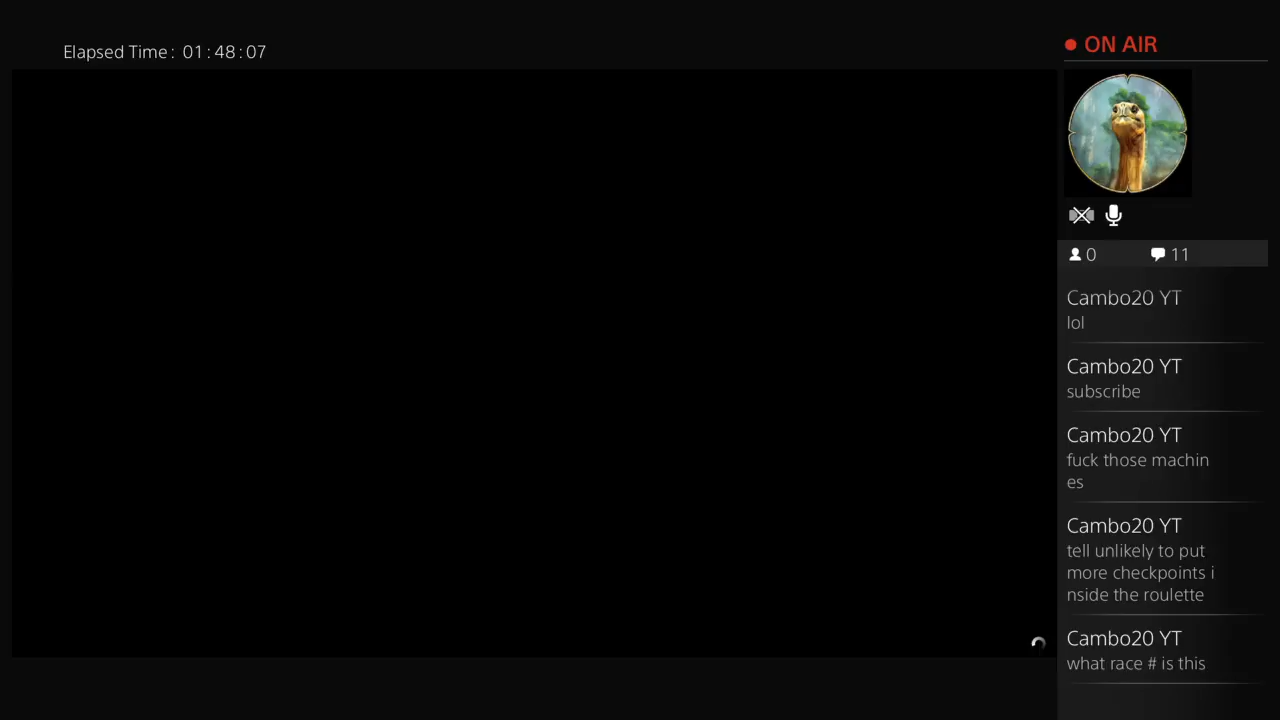 Elapsed Time: 01:48:07
ON AIR
0 11
Cambo20 YT
lol
Cambo20 YT
subscribe
Cambo20 YT
fuck those machin
es
Cambo20 YT
tell unlikely to put
more checkpoints i
nside the roulette
Cambo20 YT
what race # is this